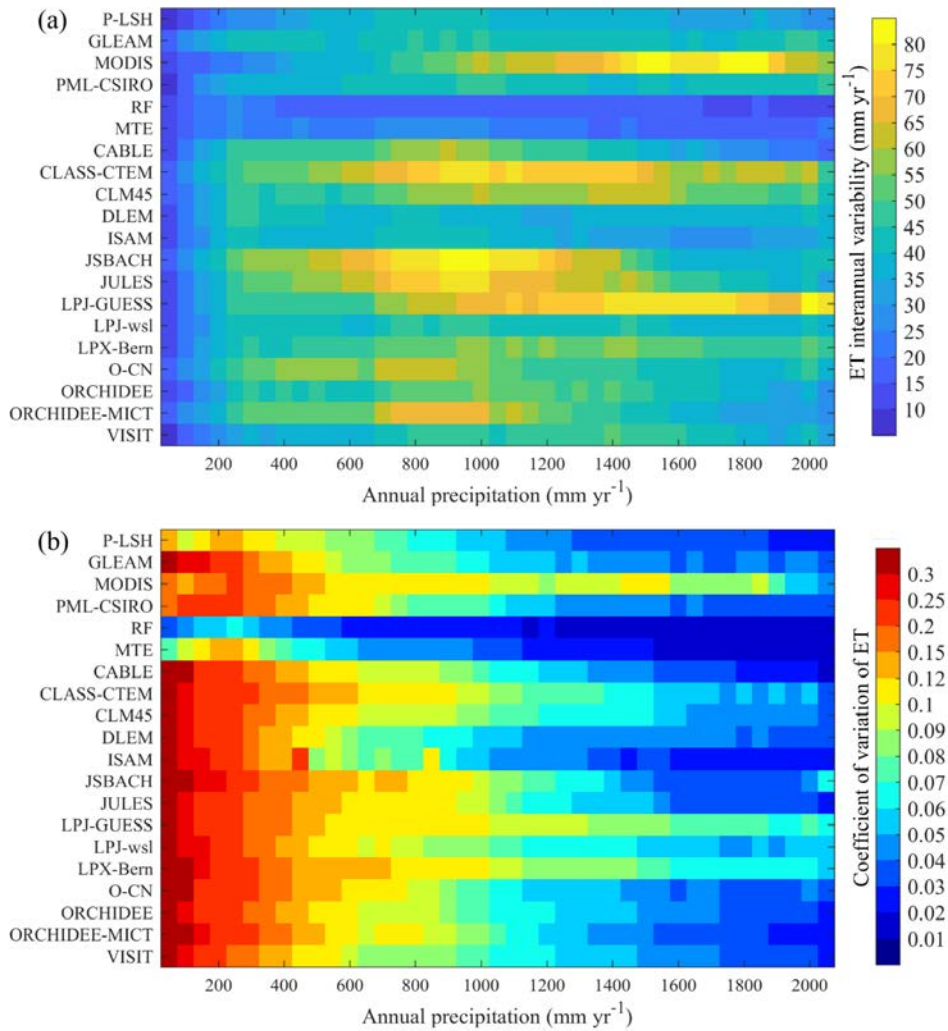 (a)
P-LSH
GLEAM
MODIS
PML-CSIRO
RF
MTE
CABLE
CLASS-CTEM
CLM45
DLEM
ISAM
JSBACH
JULES
LPJ-GUESS
LPJ-wsl
LPX-Bern
O-CN
ORCHIDEE
ORCHIDEE-MICT
VISIT
200 400 600 800 1000 1200 1400 1600 1800 2000
Annual precipitation (mm yr⁻¹)
80
75
70
65
60
55
50
45
40
35
30
25
20
15
10
ET interannual variability (mm yr⁻¹)
(b)
P-LSH
GLEAM
MODIS
PML-CSIRO
RF
MTE
CABLE
CLASS-CTEM
CLM45
DLEM
ISAM
JSBACH
JULES
LPJ-GUESS
LPJ-wsl
LPX-Bern
O-CN
ORCHIDEE
ORCHIDEE-MICT
VISIT
200 400 600 800 1000 1200 1400 1600 1800 2000
Annual precipitation (mm yr⁻¹)
0.3
0.25
0.20
0.15
0.12
0.10
0.09
0.08
0.07
0.06
0.05
0.04
0.03
0.02
0.01
Coefficient of variation of ET